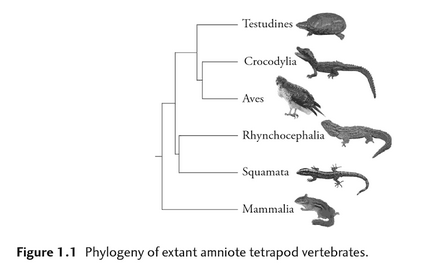 Testudines
Crocodylia
Aves
Rhynchocephalia
Squamata
Mammalia
Figure 1.1 Phylogeny of extant amniote tetrapod vertebrates.